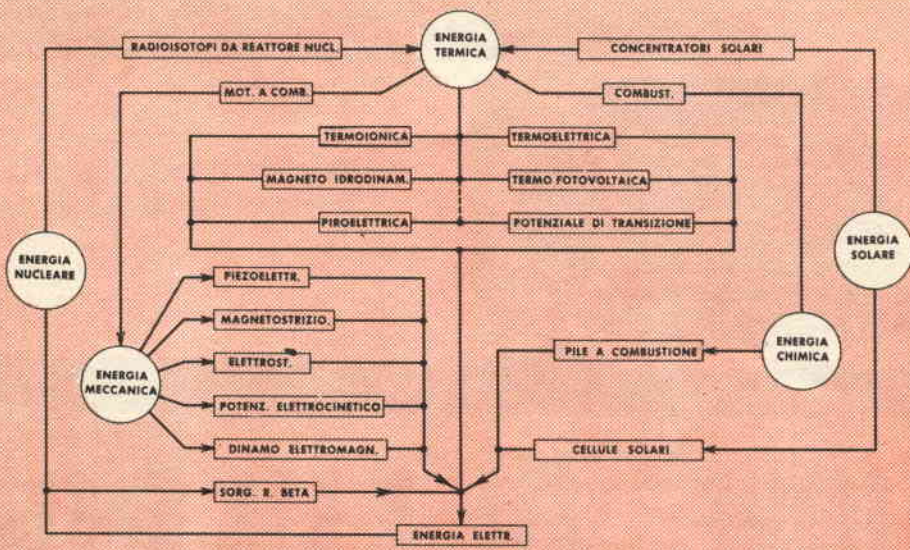 RADIOISOTOPI DA REATTORE NUCL.
ENERGIA
TERMICA
CONCENTRATORI SOLARI
MOT. A COMB.
COMBUST.
TERMOIONICA
TERMOELETTRICA
MAGNETO IDRODINAM.
TERMO FOTOVOLTAICA
PIROELETTRICA
POTENZIALE DI TRANSIZIONE
ENERGIA
NUCLEARE
ENERGIA
SOLARE
PIEZOELETTR.
MAGNETOSTRIZIO.
ELETTROST.
POTENZ. ELETTROCINETICO
DINAMO ELETTROMAGN.
ENERGIA
MECCANICA
PILE A COMBUSTIONE
ENERGIA
CHIMICA
CELLULE SOLARI
SORG. R. BETA
ENERGIA ELETTR.